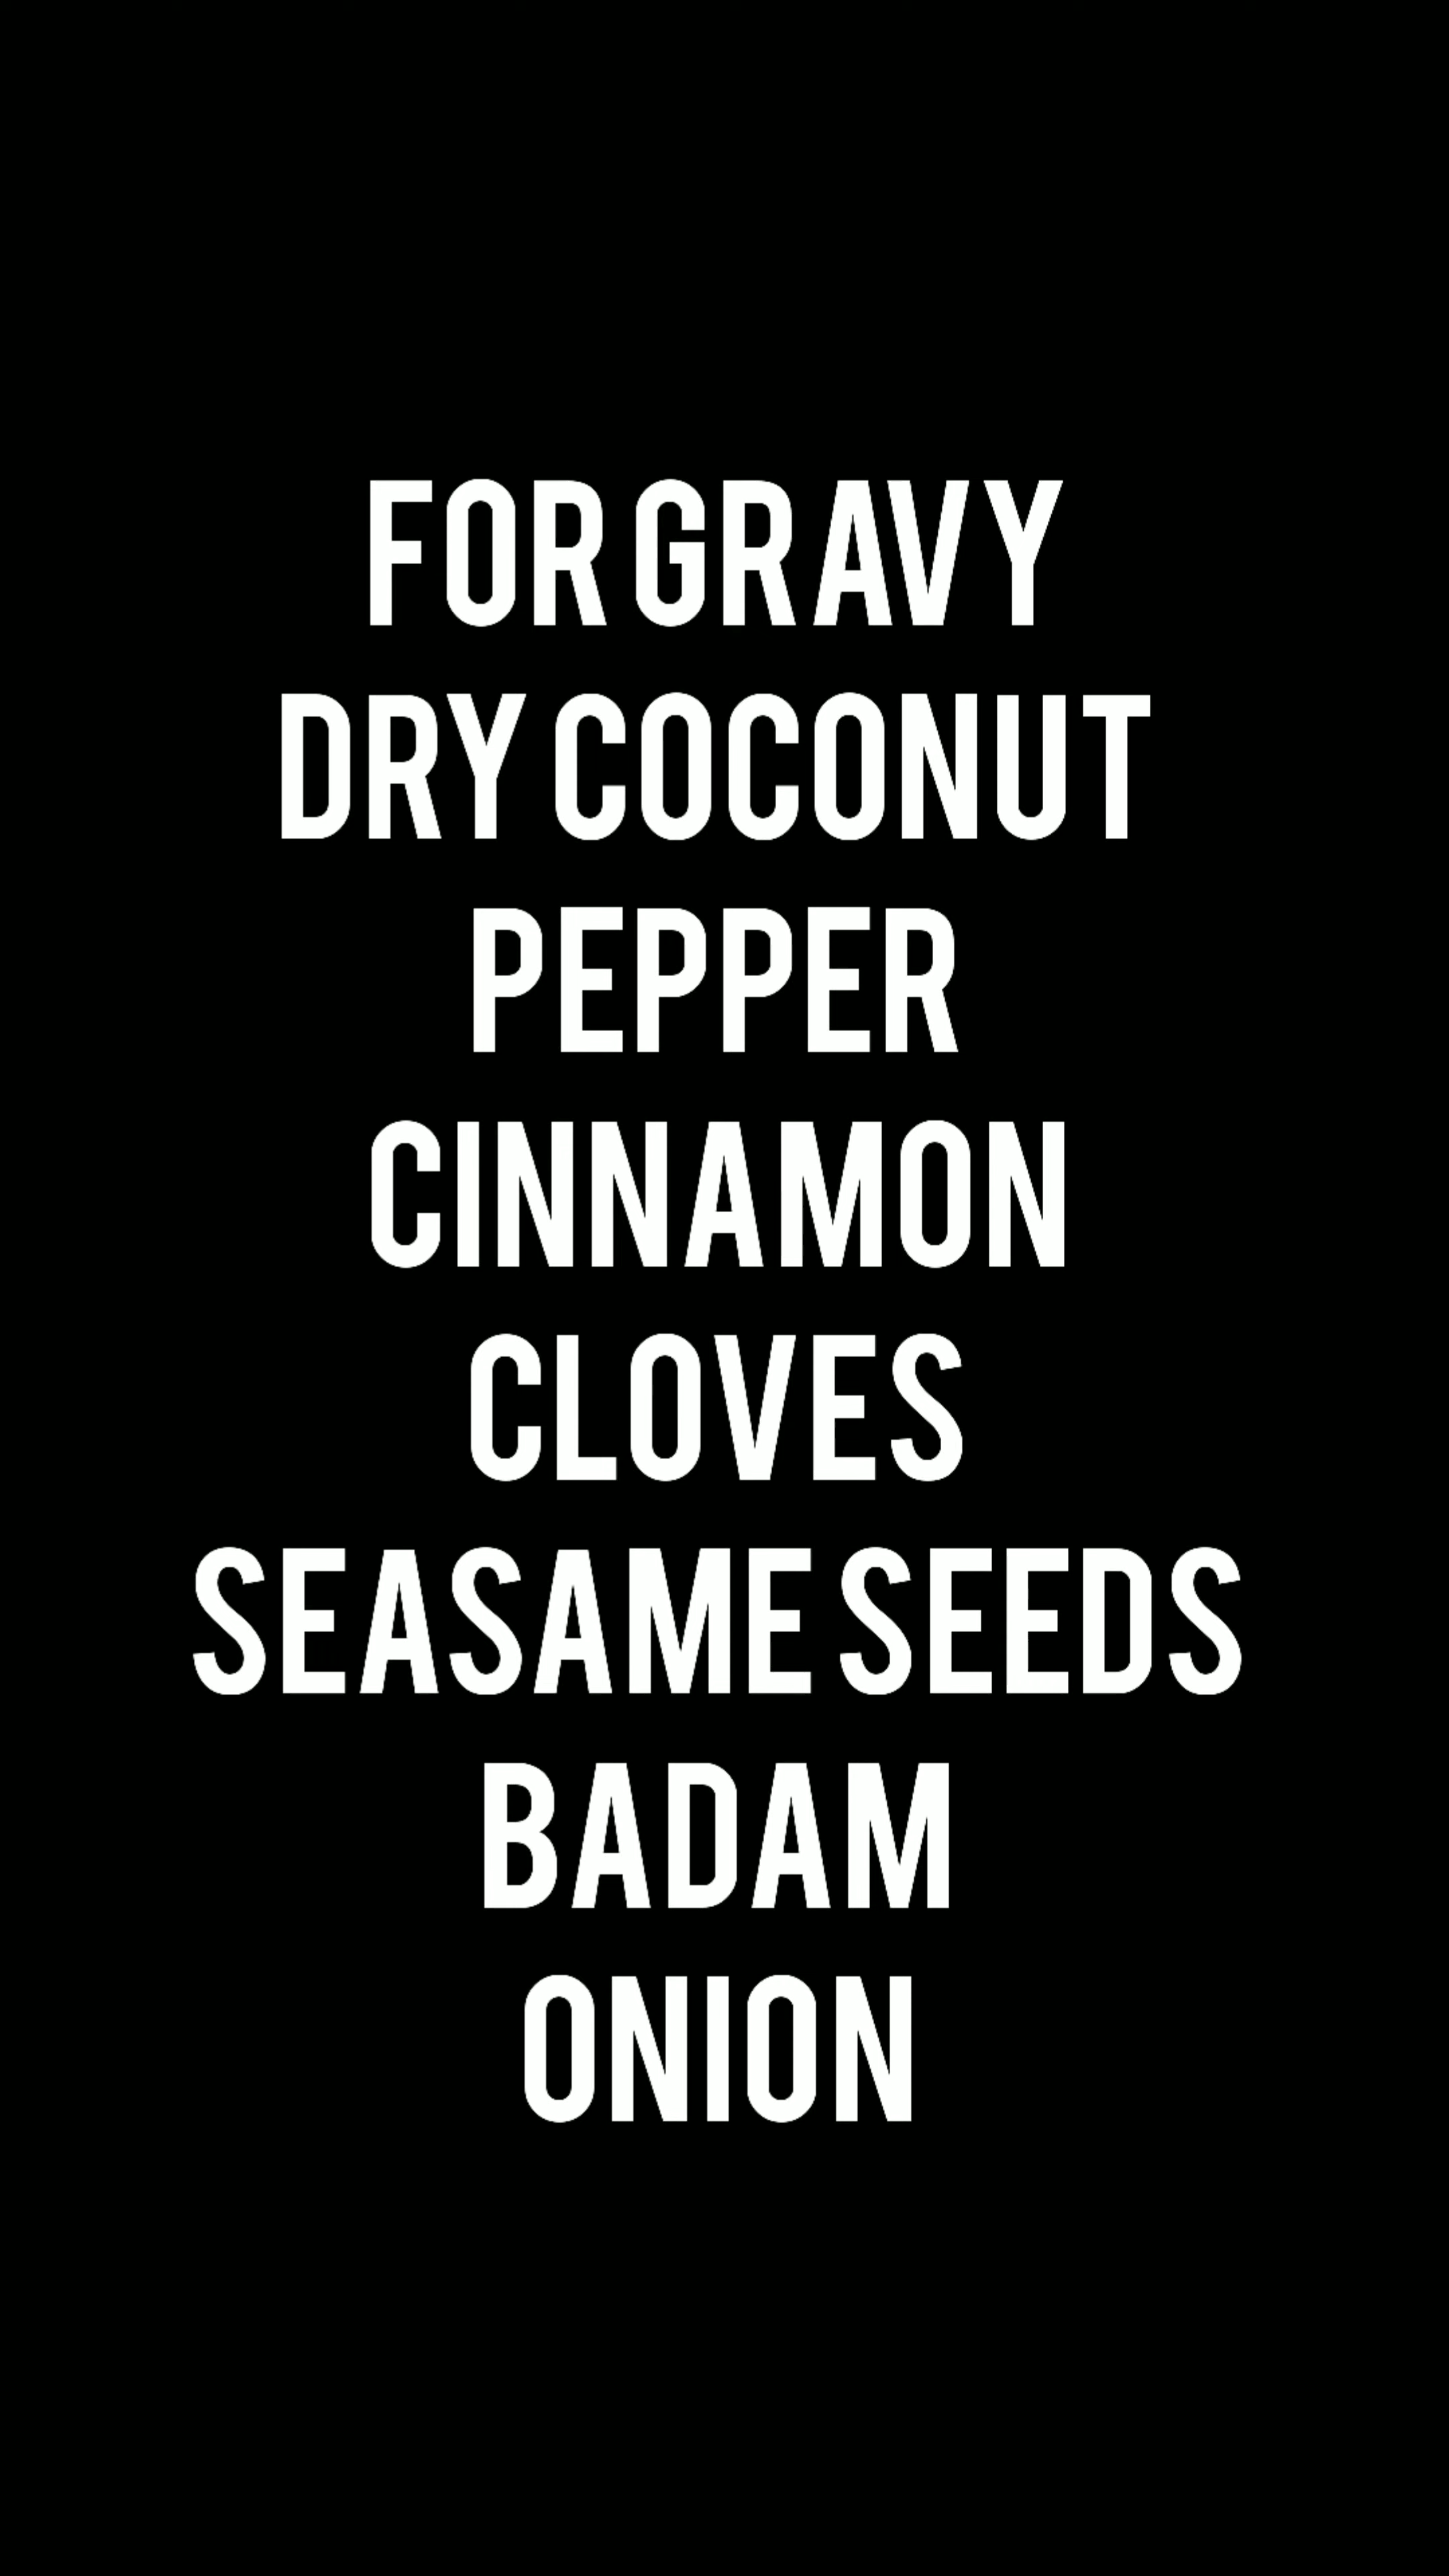 FOR GRAVY
DRY COCONUT
PEPPER
CINNAMON
CLOVES
SEASAME SEEDS
BADAM
ONION